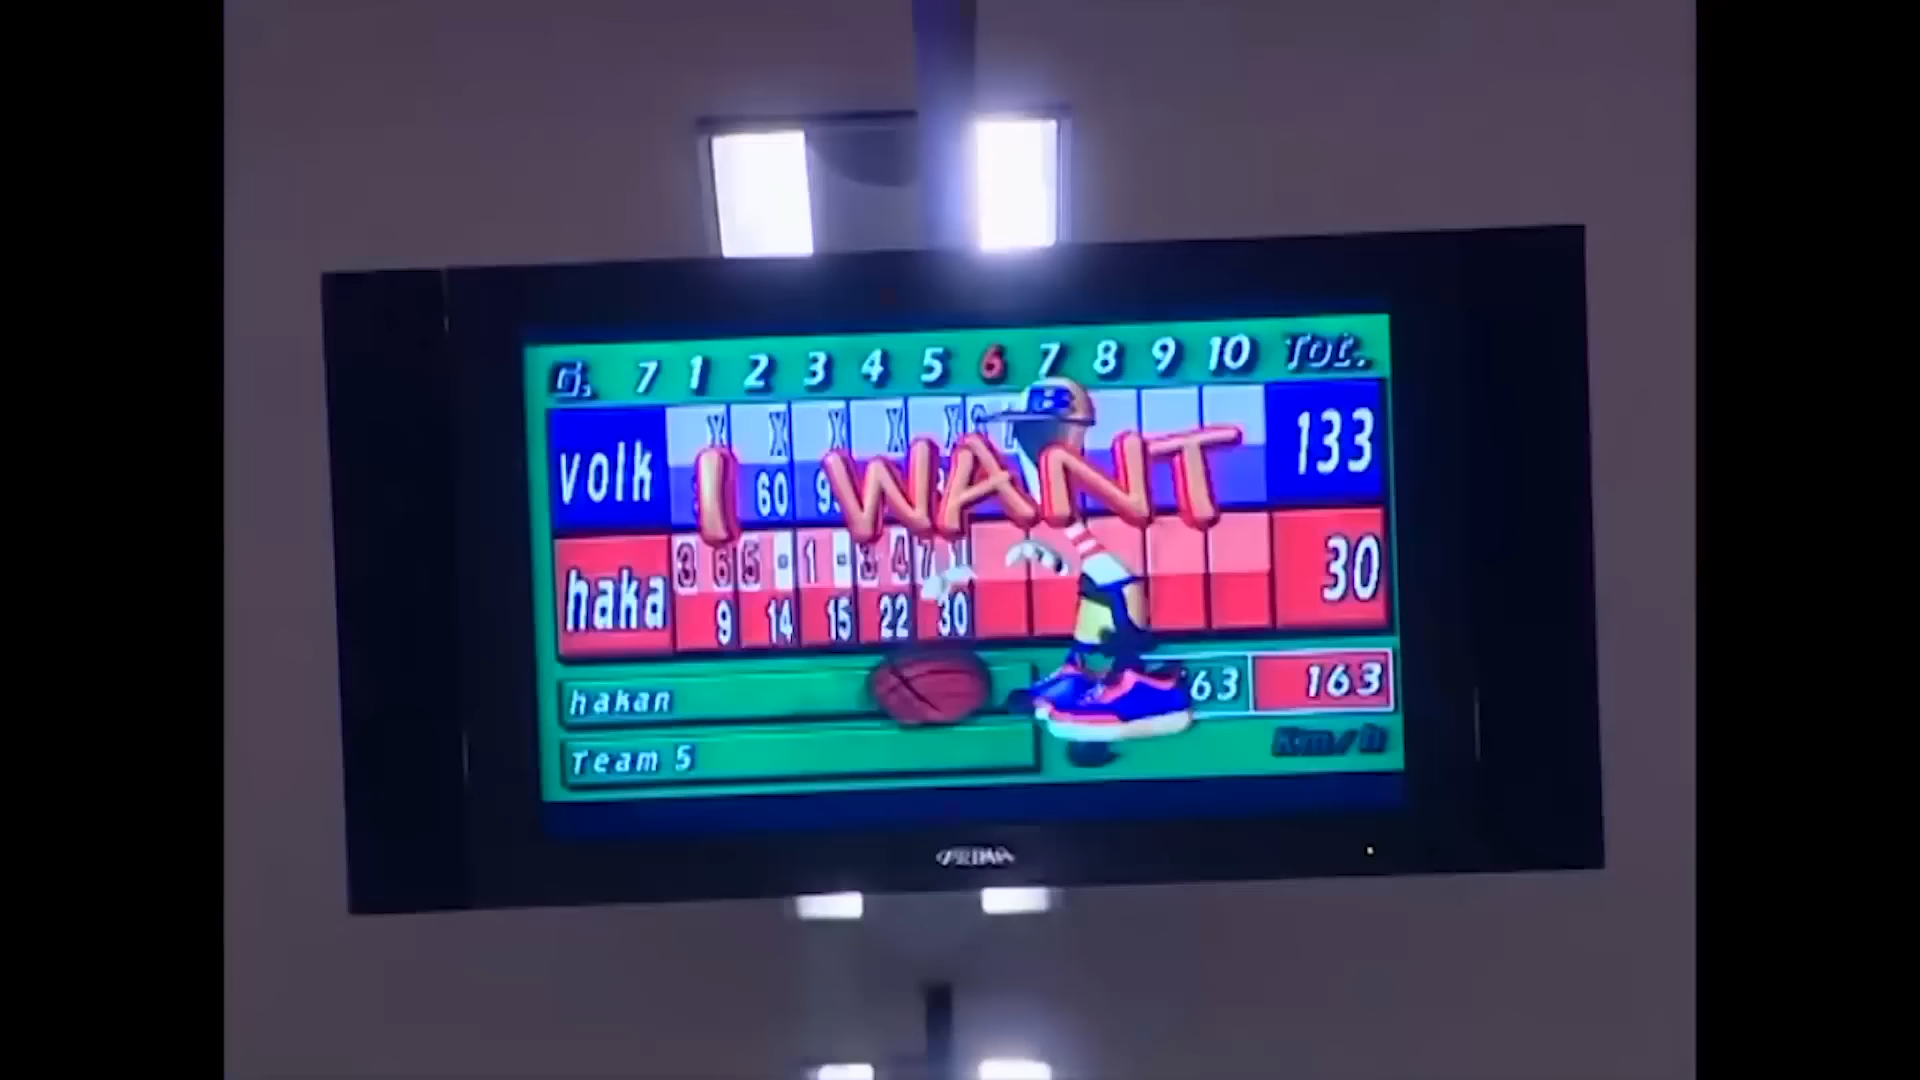 G. 7 1 2 3 4 5 6 7 8 9 10 Tot.
volk X X X X X 133
60
I WANT
haka 3 6 5 - 1 - 3 4 7 30
9 14 15 22 30
hakan 163
Team 5 Km/h